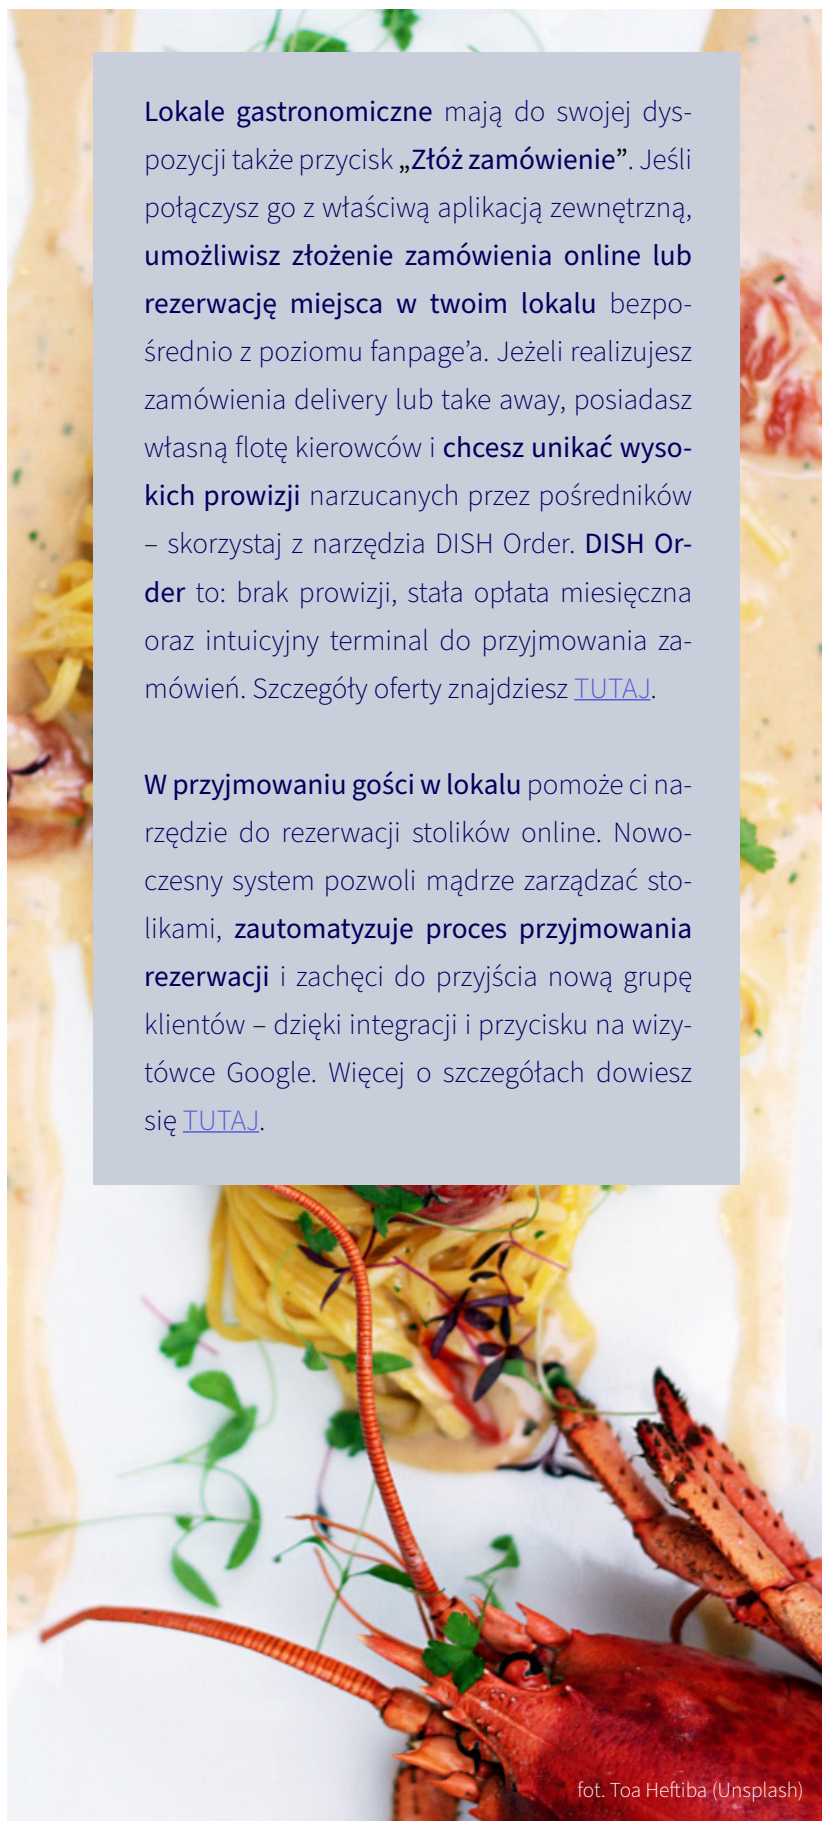 Lokale gastronomiczne mają do swojej dys-
pozycji także przycisk „Złóż zamówienie”. Jeśli
połączysz go z właściwą aplikacją zewnętrzną,
umożliwisz złożenie zamówienia online lub
rezerwację miejsca w twoim lokalu bezpo-
średnio z poziomu fanpage’a. Jeżeli realizujesz
zamówienia delivery lub take away, posiadasz
własną flotę kierowców i chcesz unikać wyso-
kich prowizji narzucanych przez pośredników
– skorzystaj z narzędzia DISH Order. DISH Or-
der to: brak prowizji, stała opłata miesięczna
oraz intuicyjny terminal do przyjmowania za-
mówień. Szczegóły oferty znajdziesz TUTAJ.
W przyjmowaniu gości w lokalu pomoże ci na-
rzędzie do rezerwacji stolików online. Nowo-
czesny system pozwoli mądrze zarządzać sto-
likami, zautomatyzuje proces przyjmowania
rezerwacji i zachęci do przyjścia nową grupę
klientów – dzięki integracji i przycisku na wizy-
tówce Google. Więcej o szczegółach dowiesz
się TUTAJ.
fot. Toa Heftiba (Unsplash)